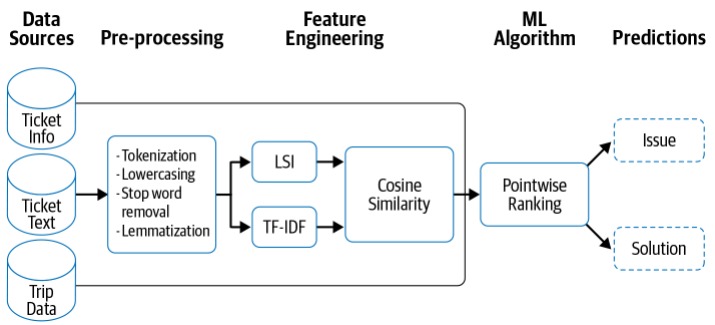 Data
Sources
Pre-processing
Feature
Engineering
ML
Algorithm
Predictions
Ticket
Info
Ticket
Text
Trip
Data
- Tokenization
- Lowercasing
- Stop word
removal
- Lemmatization
LSI
TF-IDF
Cosine
Similarity
Pointwise
Ranking
Issue
Solution